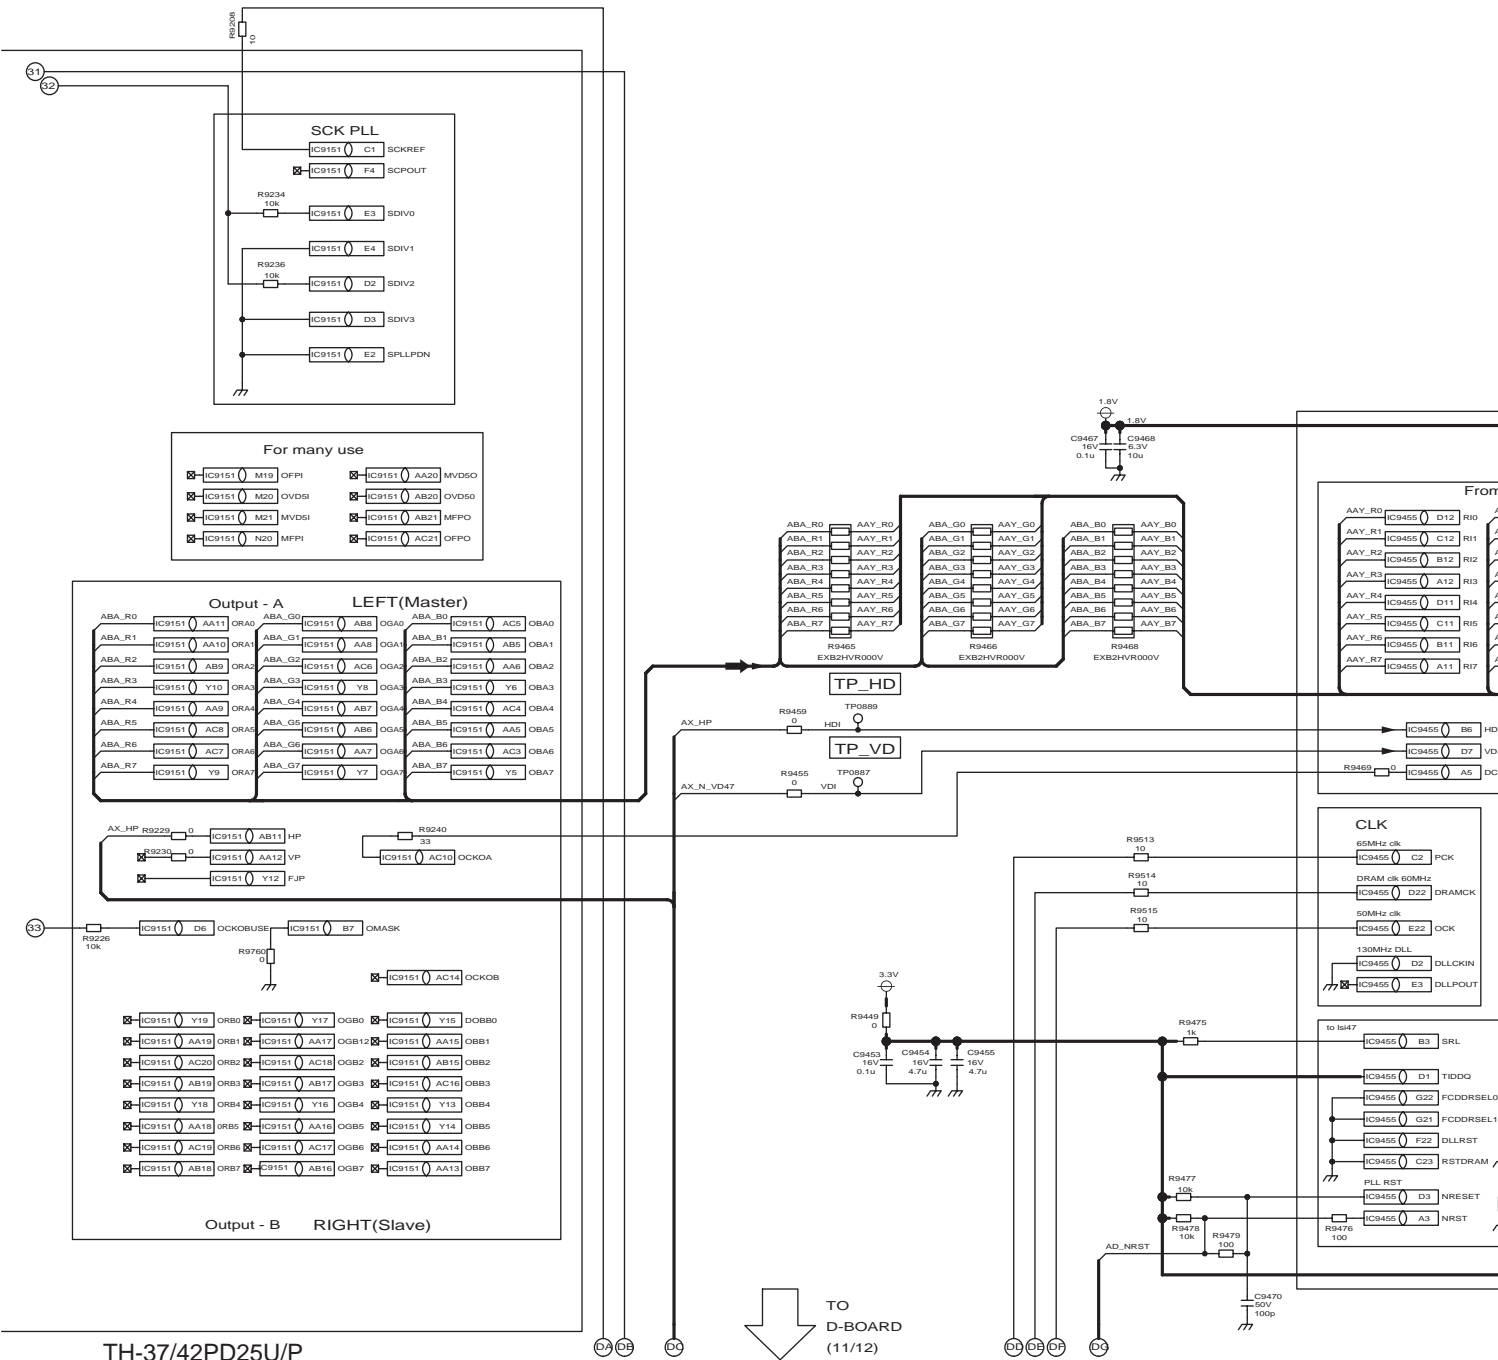 R9208
10
31
32
SCK PLL
IC9151 C1 SCKREF
IC9151 F4 SCPOUT
R9234
10k
IC9151 E3 SDIV0
IC9151 E4 SDIV1
R9236
10k
IC9151 D2 SDIV2
IC9151 D3 SDIV3
IC9151 E2 SPLLPDN
For many use
IC9151 M19 OFPI
IC9151 AA20 MVD5O
IC9151 M20 OVD5I
IC9151 AB20 OVD50
IC9151 M21 MVD5I
IC9151 AB21 MFPO
IC9151 N20 MFPI
IC9151 AC21 OFPO
Output - A
LEFT(Master)
ABA_R0 IC9151 AA11 ORA0 ABA_G0 IC9151 AB8 OGA0 ABA_B0 IC9151 AC5 OBA0
ABA_R1 IC9151 AA10 ORA1 ABA_G1 IC9151 AA8 OGA1 ABA_B1 IC9151 AB5 OBA1
ABA_R2 IC9151 AB9 ORA2 ABA_G2 IC9151 AC6 OGA2 ABA_B2 IC9151 AA6 OBA2
ABA_R3 IC9151 Y10 ORA3 ABA_G3 IC9151 Y8 OGA3 ABA_B3 IC9151 Y6 OBA3
ABA_R4 IC9151 AA9 ORA4 ABA_G4 IC9151 AB7 OGA4 ABA_B4 IC9151 AC4 OBA4
ABA_R5 IC9151 AC8 ORA5 ABA_G5 IC9151 AB6 OGA5 ABA_B5 IC9151 AA5 OBA5
ABA_R6 IC9151 AC7 ORA6 ABA_G6 IC9151 AA7 OGA6 ABA_B6 IC9151 AC3 OBA6
ABA_R7 IC9151 Y9 ORA7 ABA_G7 IC9151 Y7 OGA7 ABA_B7 IC9151 Y5 OBA7
AX_HP R9229 0 IC9151 AB11 HP
R9240
33
R9230 0 IC9151 AA12 VP
IC9151 AC10 OCKOA
IC9151 Y12 FJP
33
R9226
10k
IC9151 D6 OCKOBUSE
IC9151 B7 OMASK
R9760
0
IC9151 AC14 OCKOB
IC9151 Y19 ORB0 IC9151 Y17 OGB0 IC9151 Y15 DOBB0
IC9151 AA19 ORB1 IC9151 AA17 OGB12 IC9151 AA15 OBB1
IC9151 AC20 ORB2 IC9151 AC18 OGB2 IC9151 AB15 OBB2
IC9151 AB19 ORB3 IC9151 AB17 OGB3 IC9151 AC16 OBB3
IC9151 Y18 ORB4 IC9151 Y16 OGB4 IC9151 Y13 OBB4
IC9151 AA18 0RB5 IC9151 AA16 OGB5 IC9151 Y14 OBB5
IC9151 AC19 ORB6 IC9151 AC17 OGB6 IC9151 AA14 OBB6
IC9151 AB18 ORB7 IC9151 AB16 OGB7 IC9151 AA13 OBB7
Output - B
RIGHT(Slave)
TH-37/42PD25U/P
DA
DB
DC
1.8V
1.8V
C9467
16V
0.1u
C9468
6.3V
10u
ABA_R0 AAY_R0 ABA_G0 AAY_G0 ABA_B0 AAY_B0
ABA_R1 AAY_R1 ABA_G1 AAY_G1 ABA_B1 AAY_B1
ABA_R2 AAY_R2 ABA_G2 AAY_G2 ABA_B2 AAY_B2
ABA_R3 AAY_R3 ABA_G3 AAY_G3 ABA_B3 AAY_B3
ABA_R4 AAY_R4 ABA_G4 AAY_G4 ABA_B4 AAY_B4
ABA_R5 AAY_R5 ABA_G5 AAY_G5 ABA_B5 AAY_B5
ABA_R6 AAY_R6 ABA_G6 AAY_G6 ABA_B6 AAY_B6
ABA_R7 AAY_R7 ABA_G7 AAY_G7 ABA_B7 AAY_B7
R9465 R9466 R9468
EXB2HVR000V EXB2HVR000V EXB2HVR000V
TP_HD
AX_HP
R9459
0
HDI
TP0889
TP_VD
AX_N_VD47
R9455
0
VDI
TP0887
From
AAY_R0 IC9455 D12 RI0
AAY_R1 IC9455 C12 RI1
AAY_R2 IC9455 B12 RI2
AAY_R3 IC9455 A12 RI3
AAY_R4 IC9455 D11 RI4
AAY_R5 IC9455 C11 RI5
AAY_R6 IC9455 B11 RI6
AAY_R7 IC9455 A11 RI7
IC9455 B6 HD
IC9455 D7 VD
R9469 0 IC9455 A5 DC
CLK
65MHz clk
R9513
10
IC9455 C2 PCK
DRAM clk 60MHz
R9514
10
IC9455 D22 DRAMCK
50MHz clk
R9515
10
IC9455 E22 OCK
130MHz DLL
IC9455 D2 DLLCKIN
IC9455 E3 DLLPOUT
3.3V
R9449
0
C9453
16V
0.1u
C9454
16V
4.7u
C9455
16V
4.7u
R9475
1k
to lsi47
IC9455 B3 SRL
IC9455 D1 TIDDQ
IC9455 G22 FCDDRSEL0
IC9455 G21 FCDDRSEL1
IC9455 F22 DLLRST
IC9455 C23 RSTDRAM
R9477
10k
PLL RST
IC9455 D3 NRESET
R9478
10k
R9476
100
IC9455 A3 NRST
AD_NRST
R9479
100
C9470
50V
100p
TO
D-BOARD
(11/12)
DD
DE
DF
DG